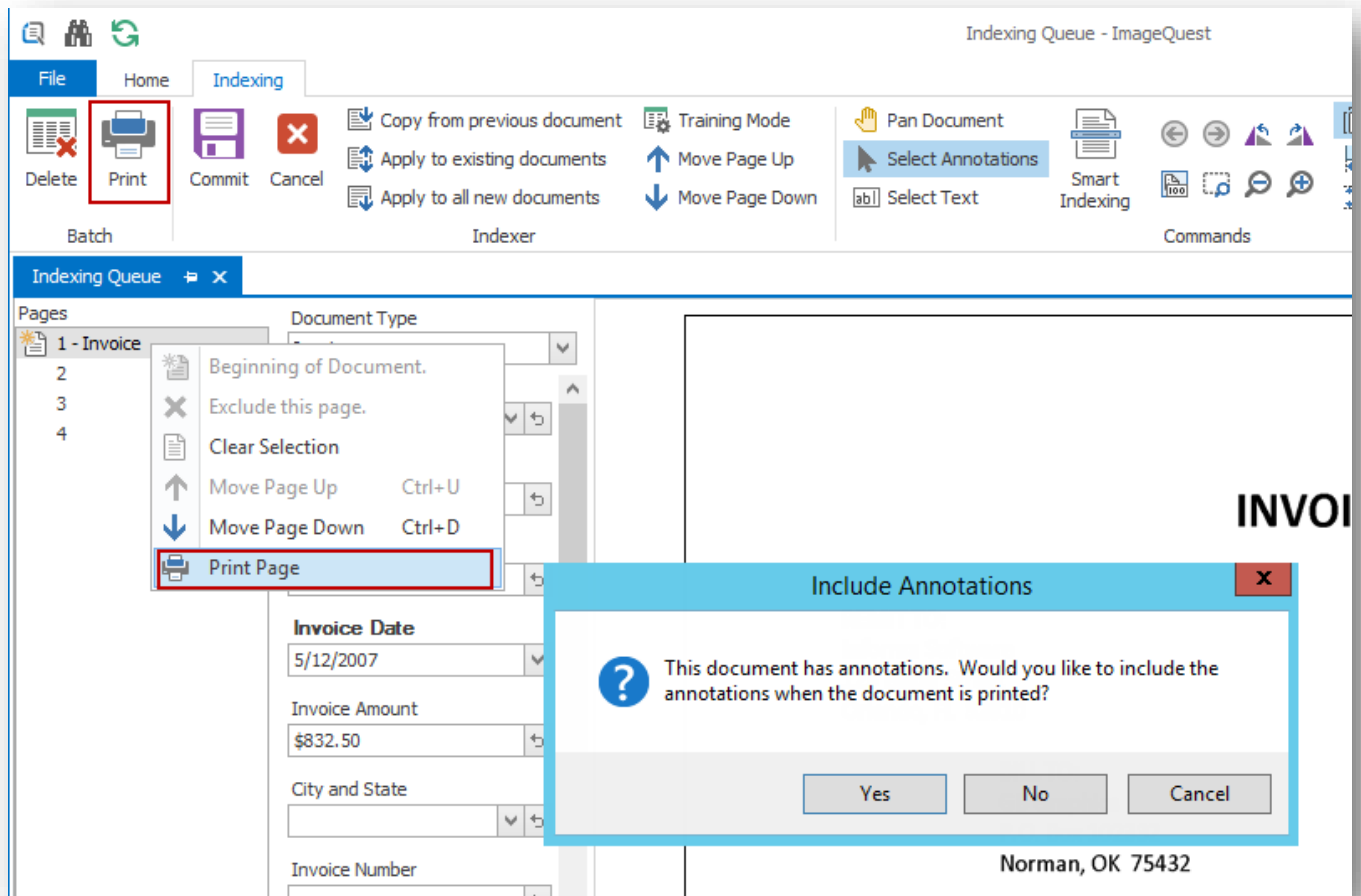 Indexing Queue - ImageQuest
File Home Indexing
Delete
Print
Commit
Cancel
Copy from previous document
Apply to existing documents
Apply to all new documents
Training Mode
Move Page Up
Move Page Down
Pan Document
Select Annotations
Select Text
Smart
Indexing
Batch
Indexer
Commands
Indexing Queue
Pages
1 - Invoice
2
3
4
Document Type
Beginning of Document.
Exclude this page.
Clear Selection
Move Page Up Ctrl+U
Move Page Down Ctrl+D
Print Page
Invoice Date
5/12/2007
Invoice Amount
$832.50
City and State
Invoice Number
INVOI
Include Annotations
This document has annotations.  Would you like to include the
annotations when the document is printed?
Yes
No
Cancel
Norman, OK 75432